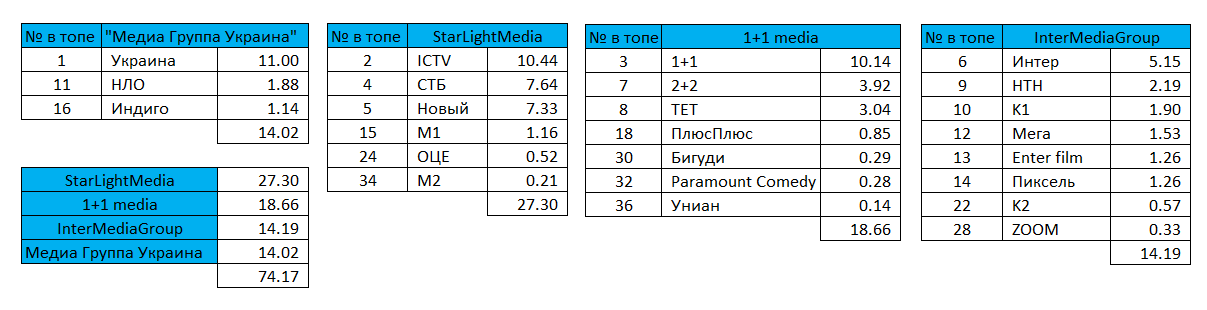 № в топе "Медиа Группа Украина"
1 Украина 11.00
11 НЛО 1.88
16 Индиго 1.14
14.02
StarLightMedia 27.30
1+1 media 18.66
InterMediaGroup 14.19
Медиа Группа Украина 14.02
74.17
№ в топе StarLightMedia
2 ICTV 10.44
4 СТБ 7.64
5 Новый 7.33
15 М1 1.16
24 ОЦЕ 0.52
34 М2 0.21
27.30
№ в топе 1+1 media
3 1+1 10.14
7 2+2 3.92
8 ТЕТ 3.04
18 ПлюсПлюс 0.85
30 Бигуди 0.29
32 Paramount Comedy 0.28
36 Униан 0.14
18.66
№ в топе InterMediaGroup
6 Интер 5.15
9 НТН 2.19
10 К1 1.90
12 Мега 1.53
13 Enter film 1.26
14 Пиксель 1.26
22 К2 0.57
28 ZOOM 0.33
14.19